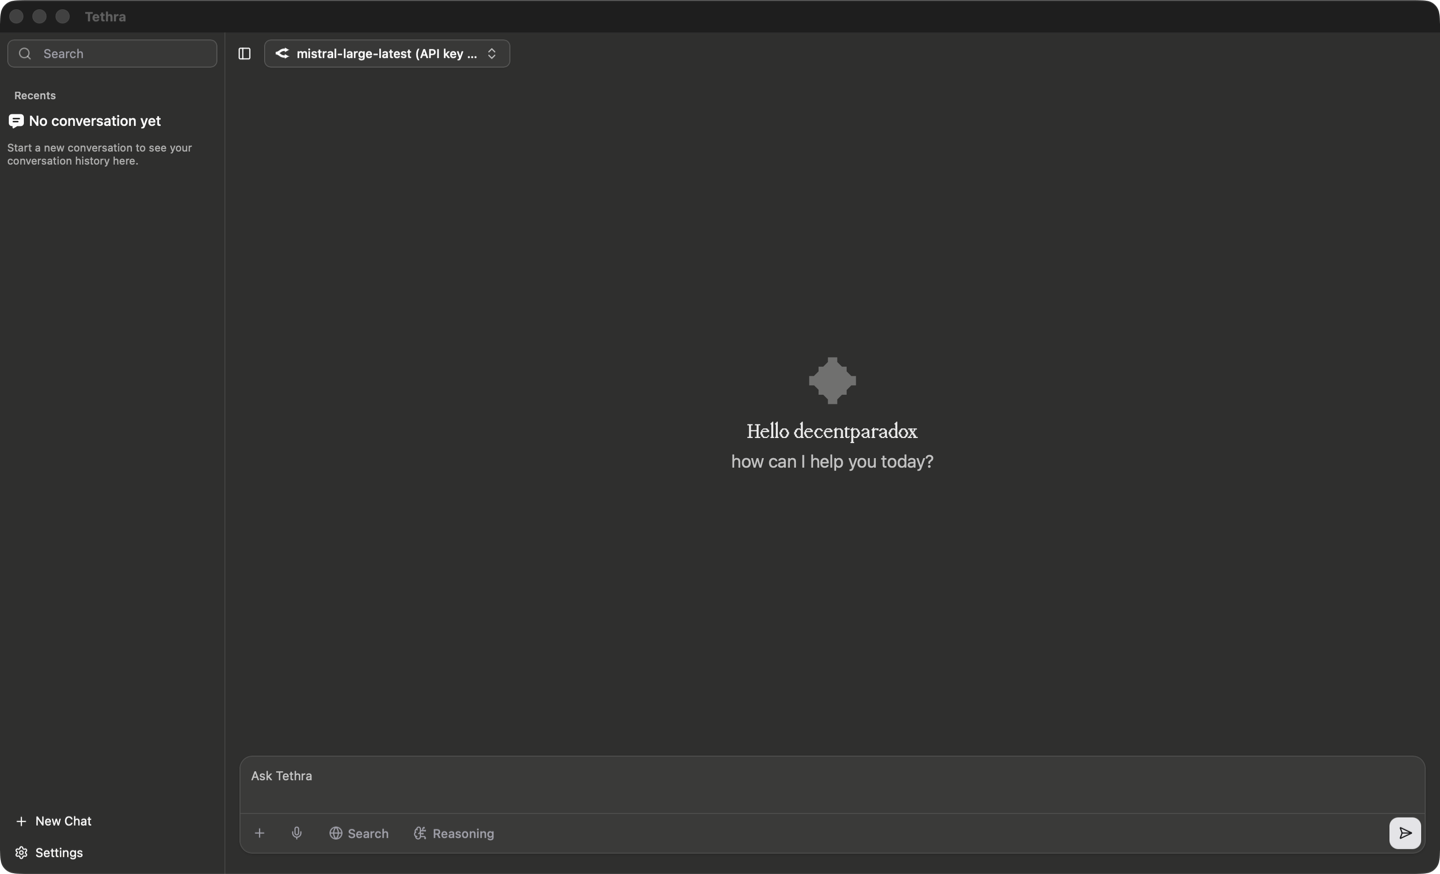 Tethra
Search
mistral-large-latest (API key ...
Recents
No conversation yet
Start a new conversation to see your
conversation history here.
Hello decentparadox
how can I help you today?
Ask Tethra
Search
Reasoning
New Chat
Settings